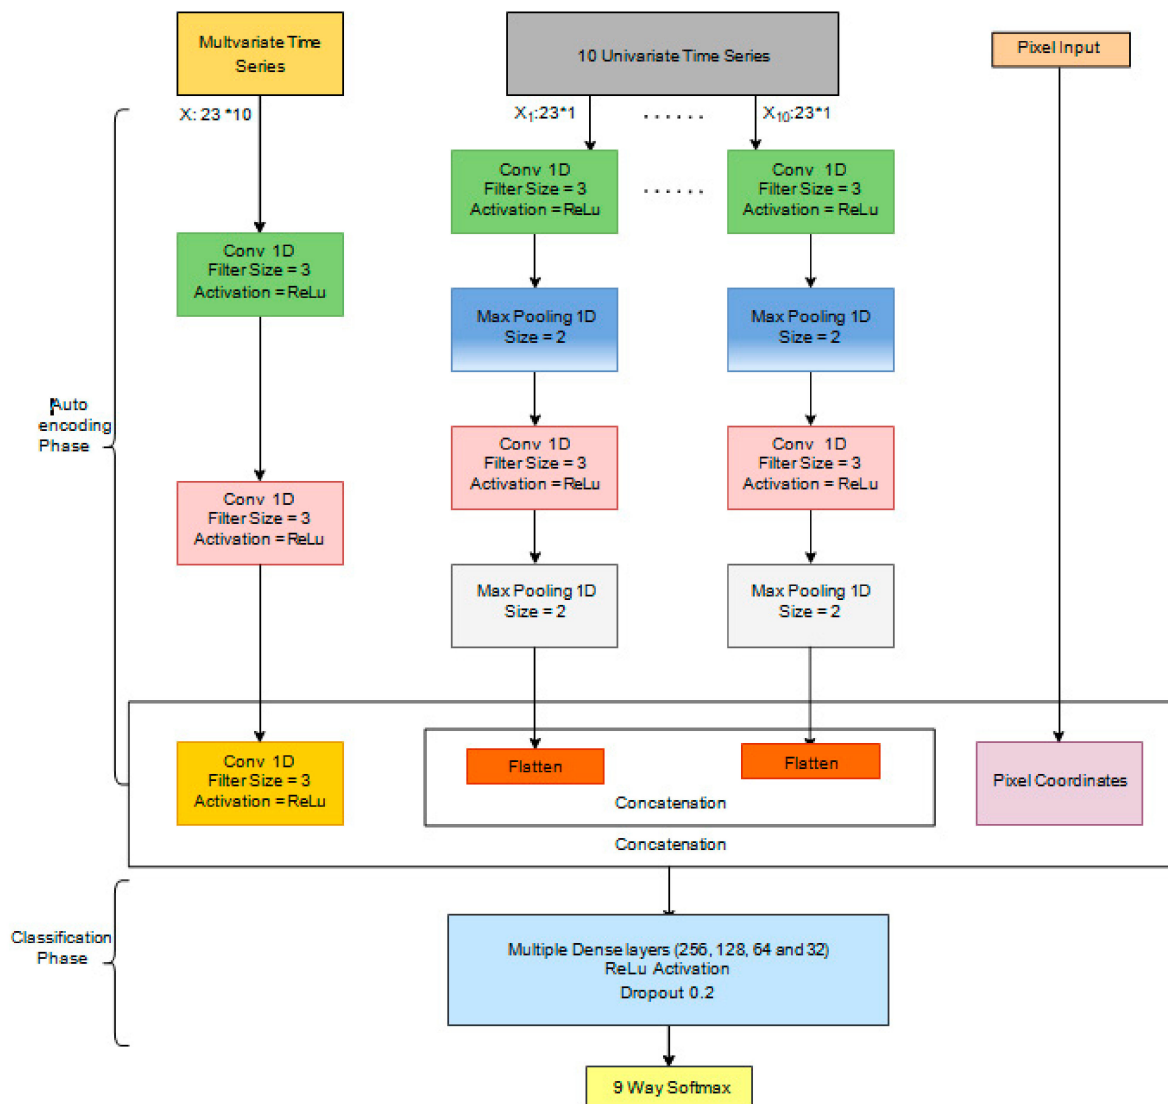 Multvariate Time
Series
10 Univariate Time Series
Pixel Input
X: 23 *10
X1:23*1
......
X10:23*1
Conv 1D
Filter Size = 3
Activation = ReLu
......
Conv 1D
Filter Size = 3
Activation = ReLu
Conv 1D
Filter Size = 3
Activation = ReLu
Max Pooling 1D
Size = 2
Max Pooling 1D
Size = 2
Auto
encoding
Phase
Conv 1D
Filter Size = 3
Activation = ReLu
Conv 1D
Filter Size = 3
Activation = ReLu
Conv 1D
Filter Size = 3
Activation = ReLu
Max Pooling 1D
Size = 2
Max Pooling 1D
Size = 2
Conv 1D
Filter Size = 3
Activation = ReLu
Flatten
Flatten
Pixel Coordinates
Concatenation
Concatenation
Classification
Phase
Multiple Dense layers (256, 128, 64 and 32)
ReLu Activation
Dropout 0.2
9 Way Softmax